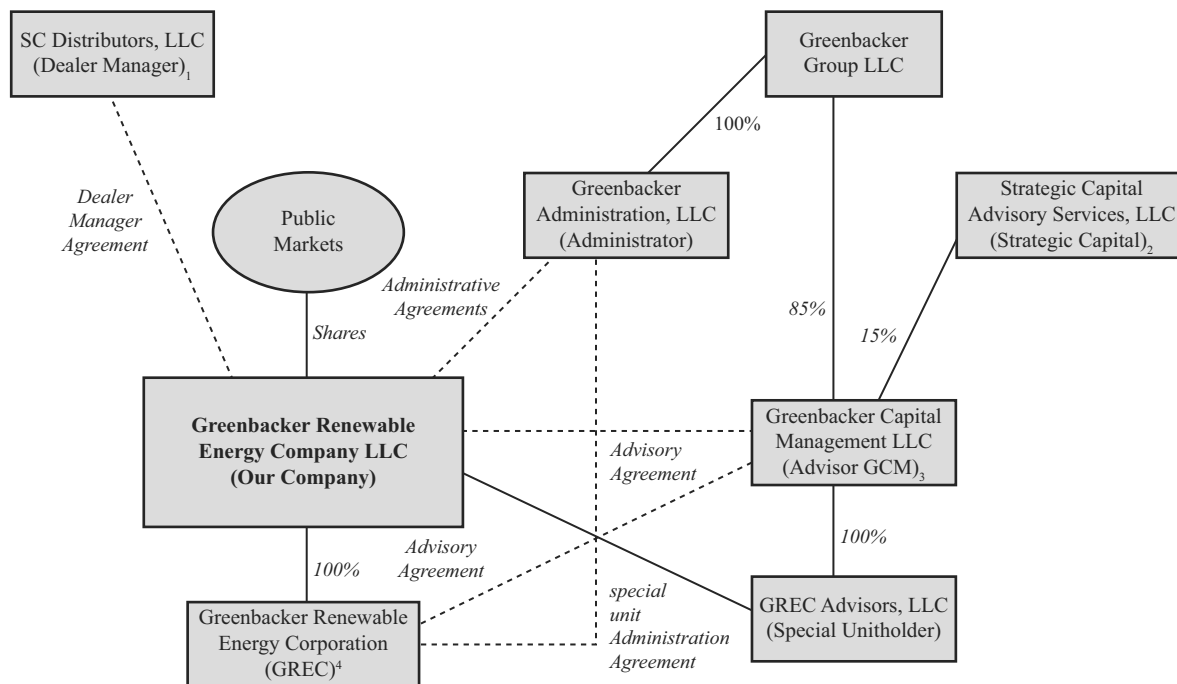 SC Distributors, LLC
(Dealer Manager)1
Greenbacker
Group LLC
100%
Dealer
Manager
Agreement
Public
Markets
Greenbacker
Administration, LLC
(Administrator)
Strategic Capital
Advisory Services, LLC
(Strategic Capital)2
Administrative
Agreements
Shares
85%
15%
Greenbacker Renewable
Energy Company LLC
(Our Company)
Advisory
Agreement
Greenbacker Capital
Management LLC
(Advisor GCM)3
100%
Advisory
Agreement
100%
special
unit
Administration
Agreement
Greenbacker Renewable
Energy Corporation
(GREC)4
GREC Advisors, LLC
(Special Unitholder)